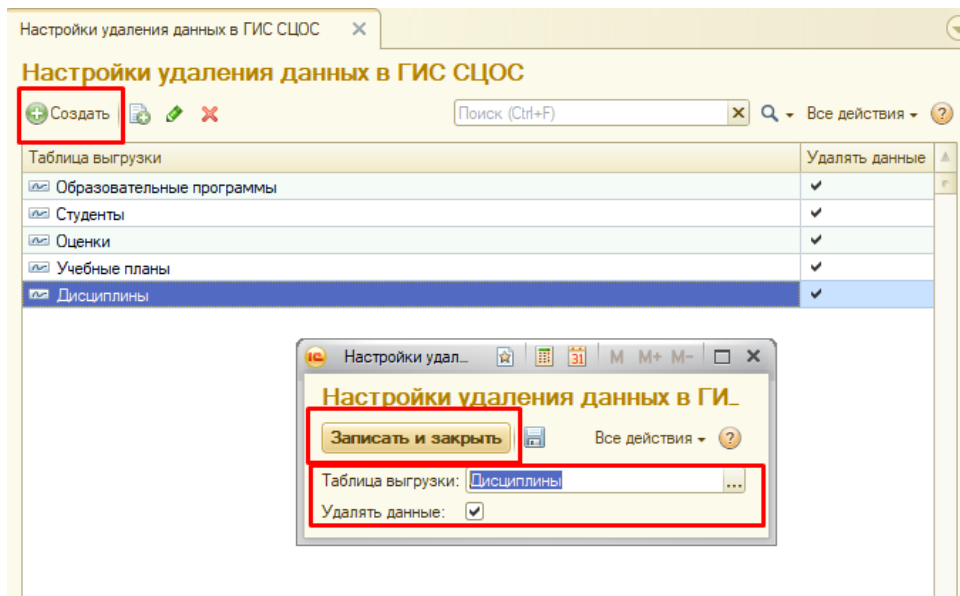 Настройки удаления данных в ГИС СЦОС
Настройки удаления данных в ГИС СЦОС
Создать Поиск (Ctrl+F) Все действия
Таблица выгрузки Удалять данные
Образовательные программы
Студенты
Оценки
Учебные планы
Дисциплины
1С Настройки удал... 31 M M+ M-
Настройки удаления данных в ГИ...
Записать и закрыть Все действия ?
Таблица выгрузки: Дисциплины ...
Удалять данные: